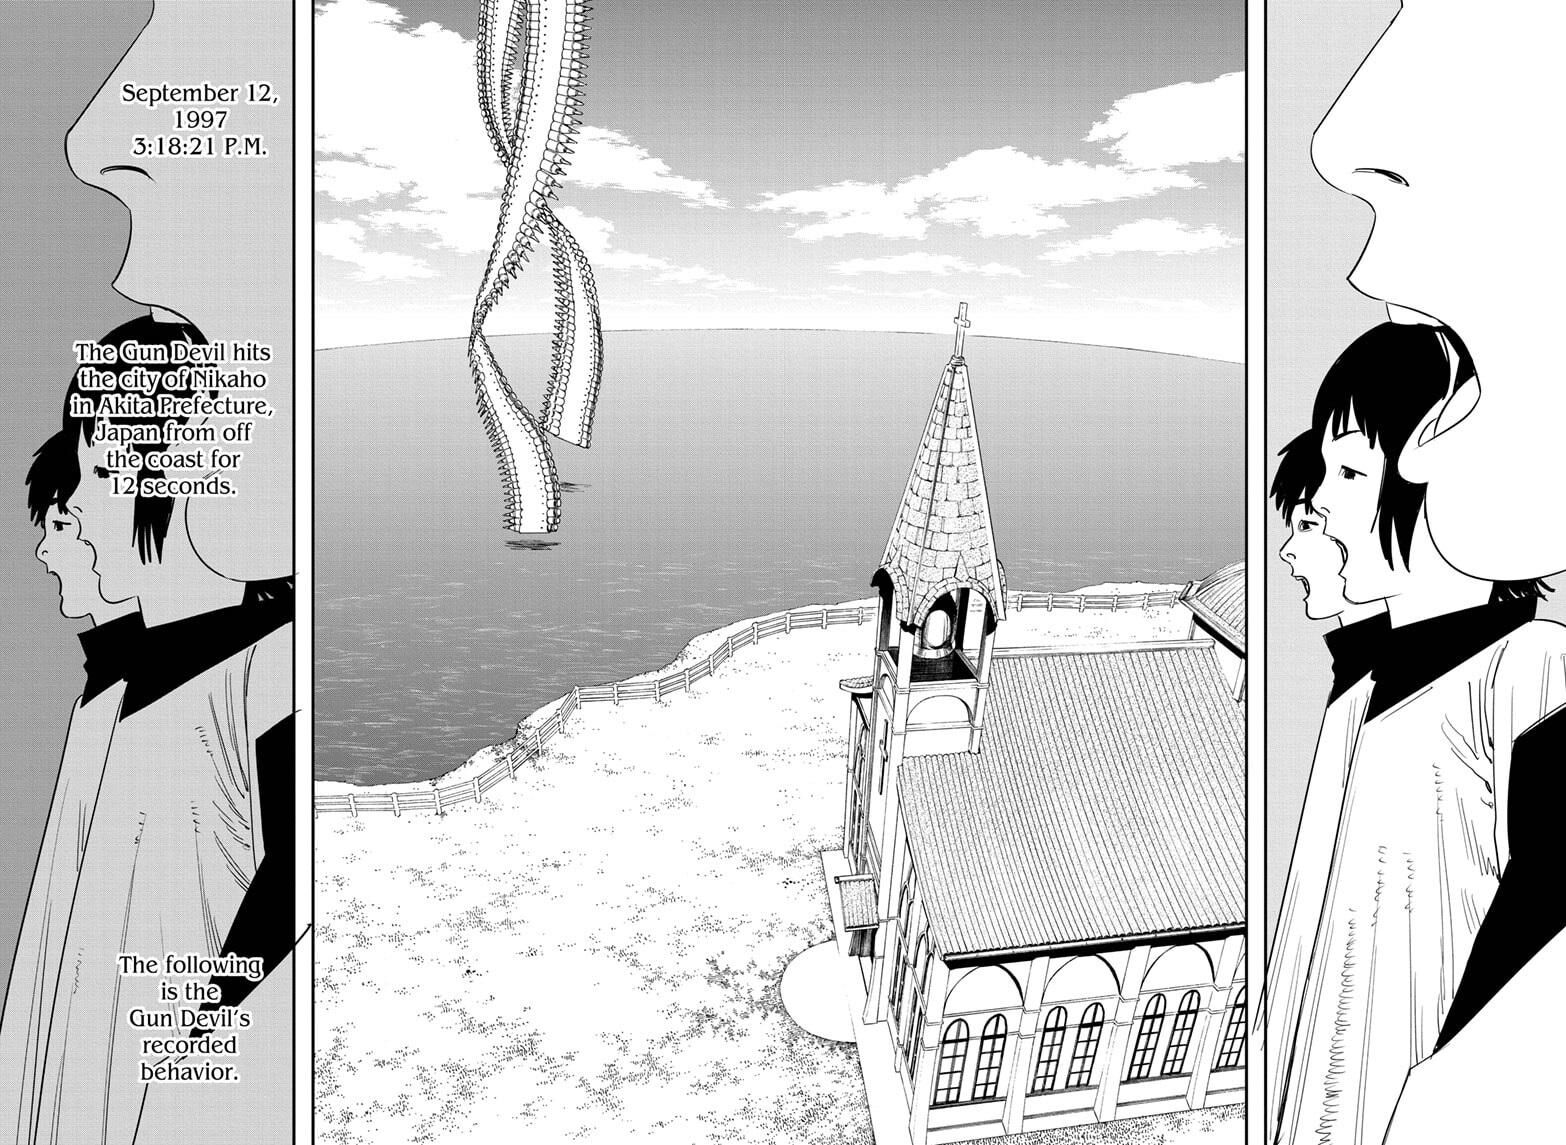 September 12,
1997
3:18:21 P.M.
The Gun Devil hits
the city of Nikaho
in Akita Prefecture,
Japan from off
the coast for
12 seconds.
The following
is the
Gun Devil's
recorded
behavior.